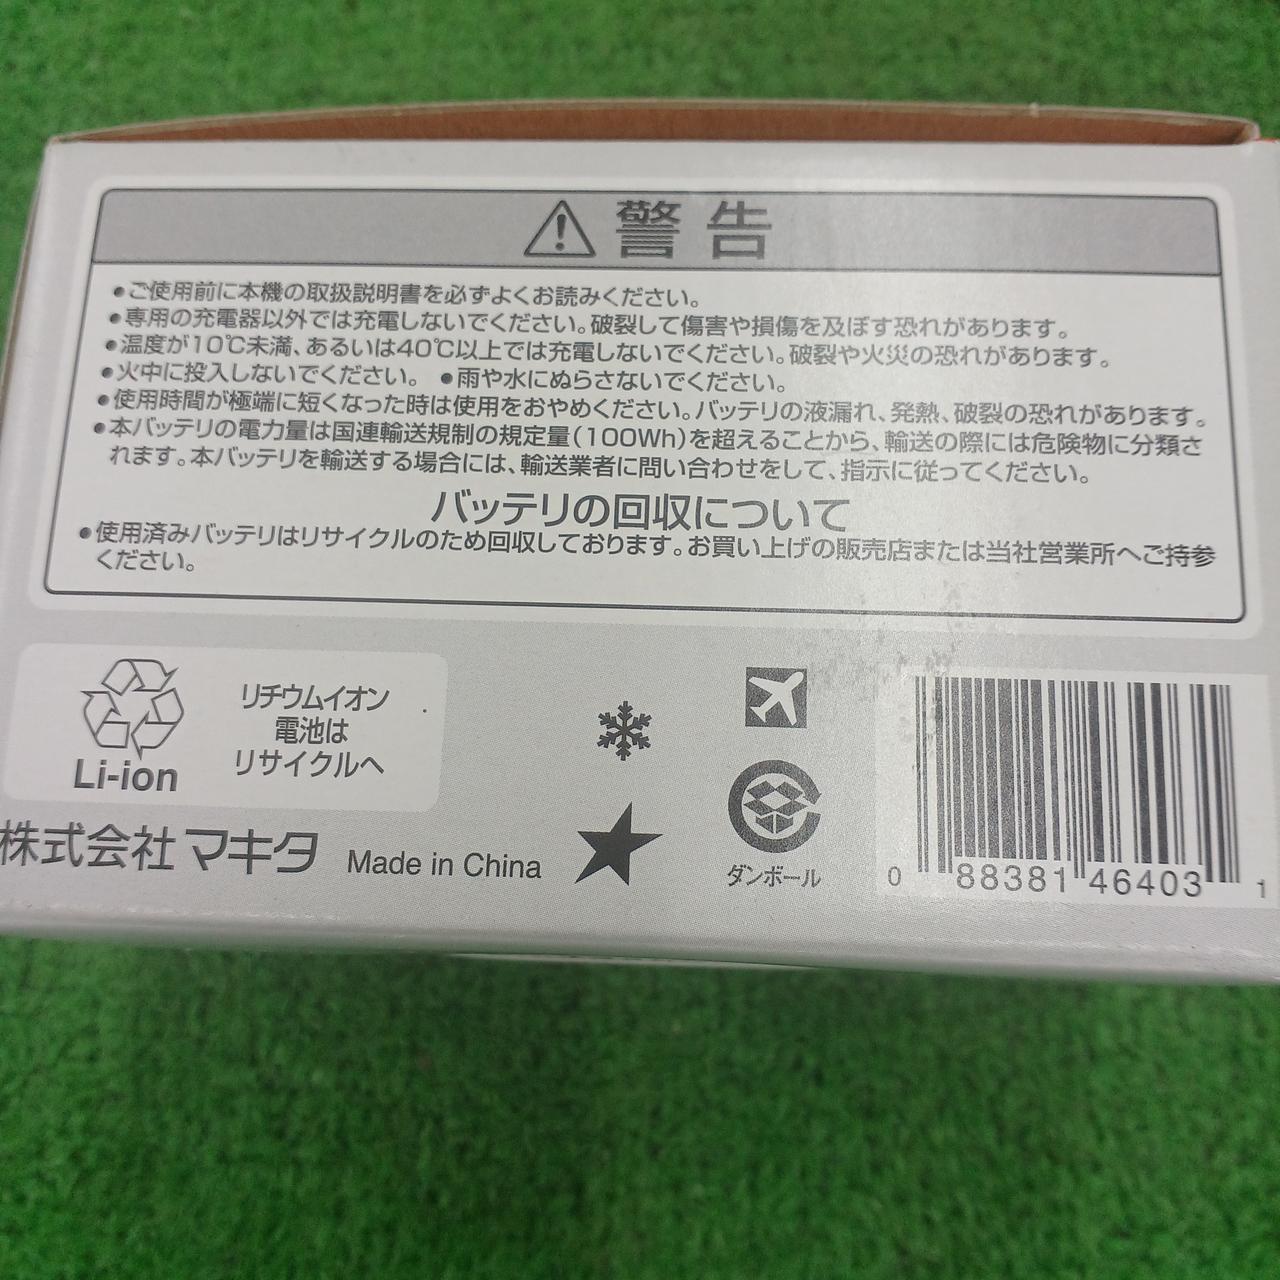 警告
●ご使用前に本機の取扱説明書を必ずよくお読みください。
●専用の充電器以外では充電しないでください。破裂して傷害や損傷を及ぼす恐れがあります。
●温度が10℃未満、あるいは40℃以上では充電しないでください。破裂や火災の恐れがあります。
●火中に投入しないでください。 ●雨や水にぬらさないでください。
●使用時間が極端に短くなった時は使用をおやめください。バッテリの液漏れ、発熱、破裂の恐れがあります。
●本バッテリの電力量は国連輸送規制の規定量(100Wh)を超えることから、輸送の際には危険物に分類さ
れます。本バッテリを輸送する場合には、輸送業者に問い合わせをして、指示に従ってください。
バッテリの回収について
●使用済みバッテリはリサイクルのため回収しております。お買い上げの販売店または当社営業所へご持参
ください。
リチウムイオン
電池は
リサイクルへ
Li-ion
株式会社マキタ Made in China
ダンボール
0 88381 46403 1